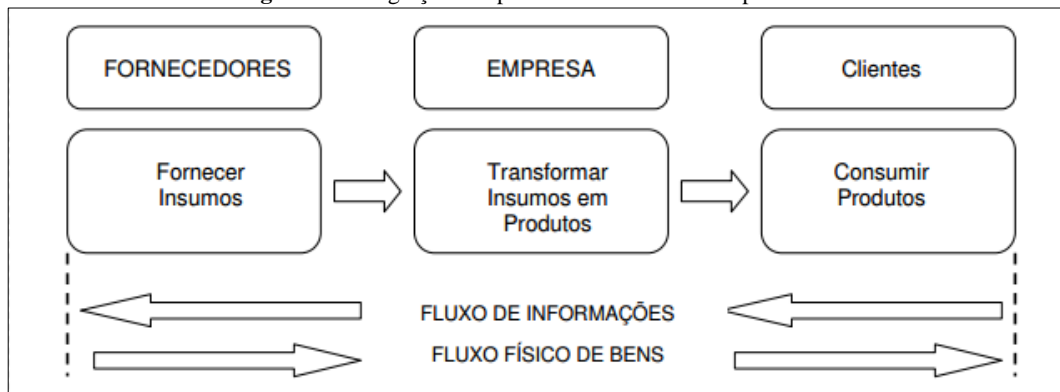 FORNECEDORES
EMPRESA
Clientes
Fornecer
Insumos
Transformar
Insumos em
Produtos
Consumir
Produtos
FLUXO DE INFORMAÇÕES
FLUXO FÍSICO DE BENS